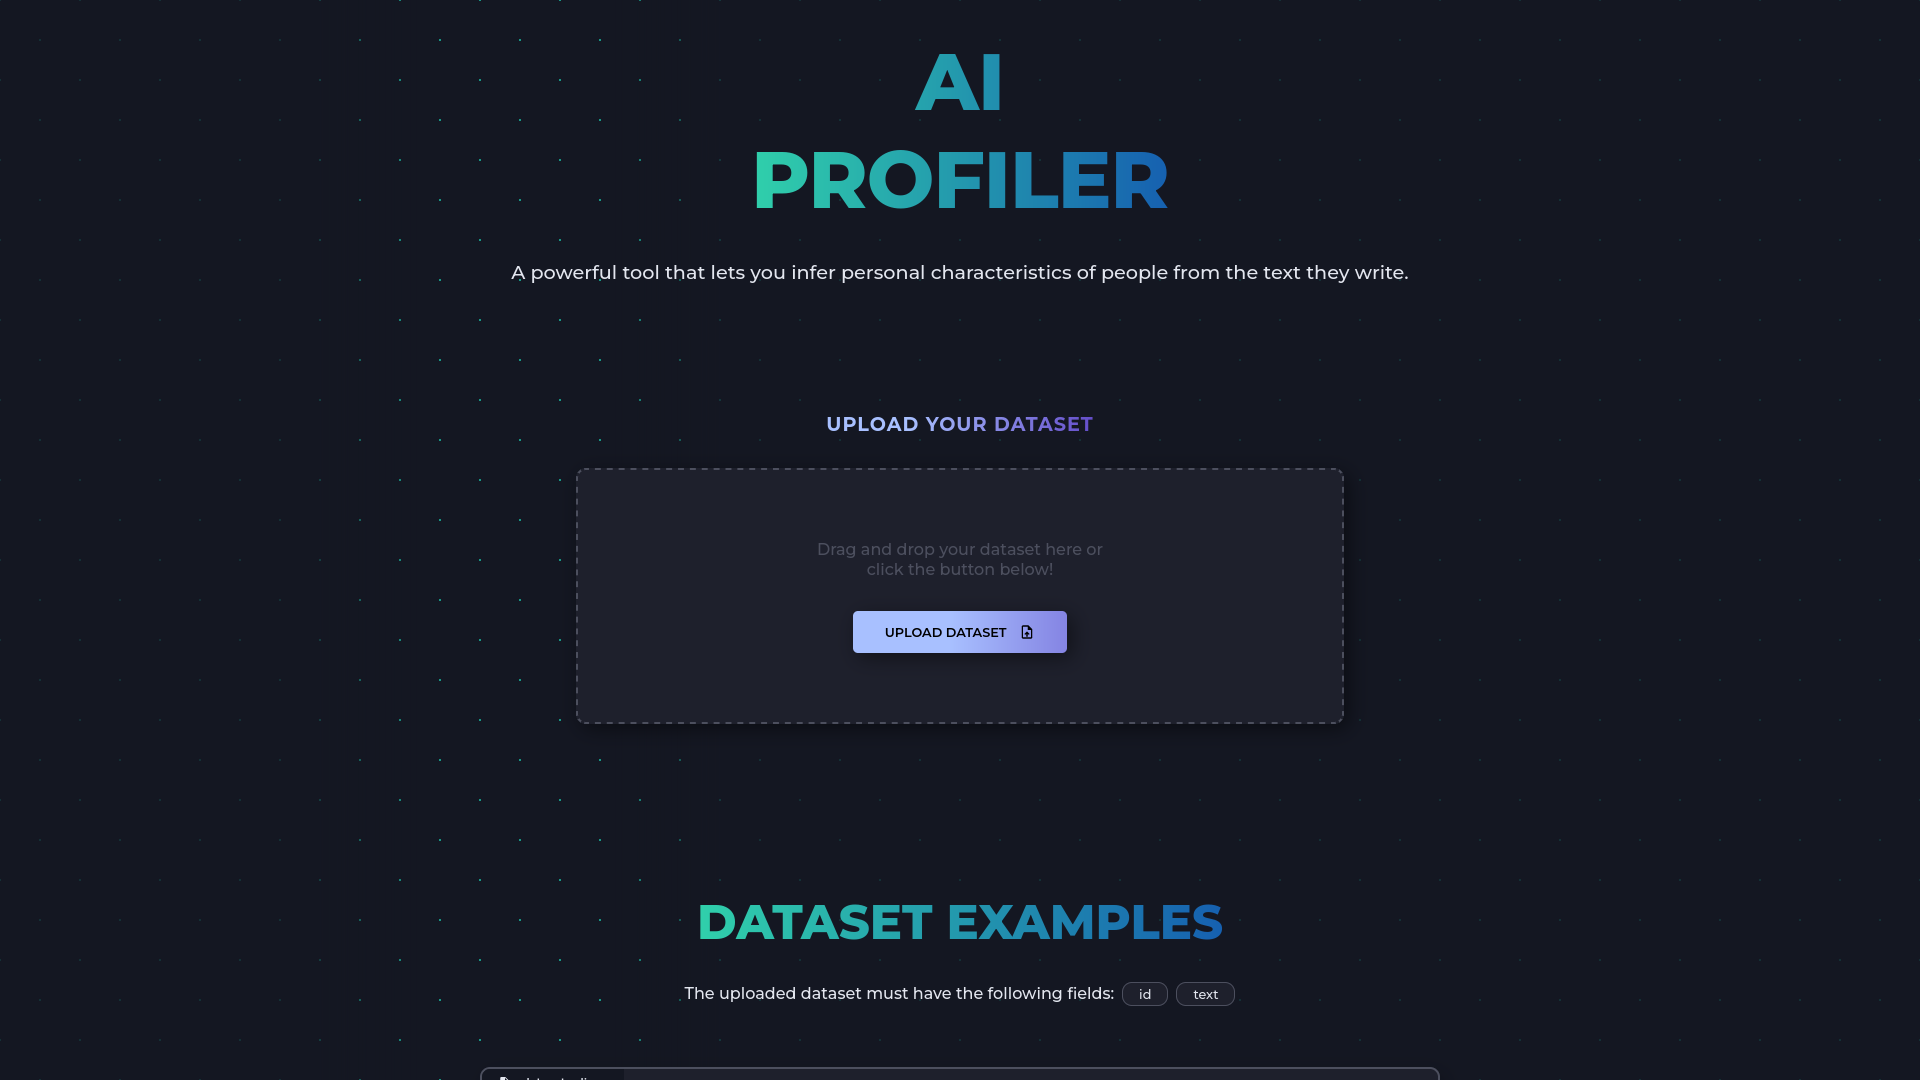 AI
PROFILER
A powerful tool that lets you infer personal characteristics of people from the text they write.
UPLOAD YOUR DATASET
Drag and drop your dataset here or
click the button below!
UPLOAD DATASET
DATASET EXAMPLES
The uploaded dataset must have the following fields: id text